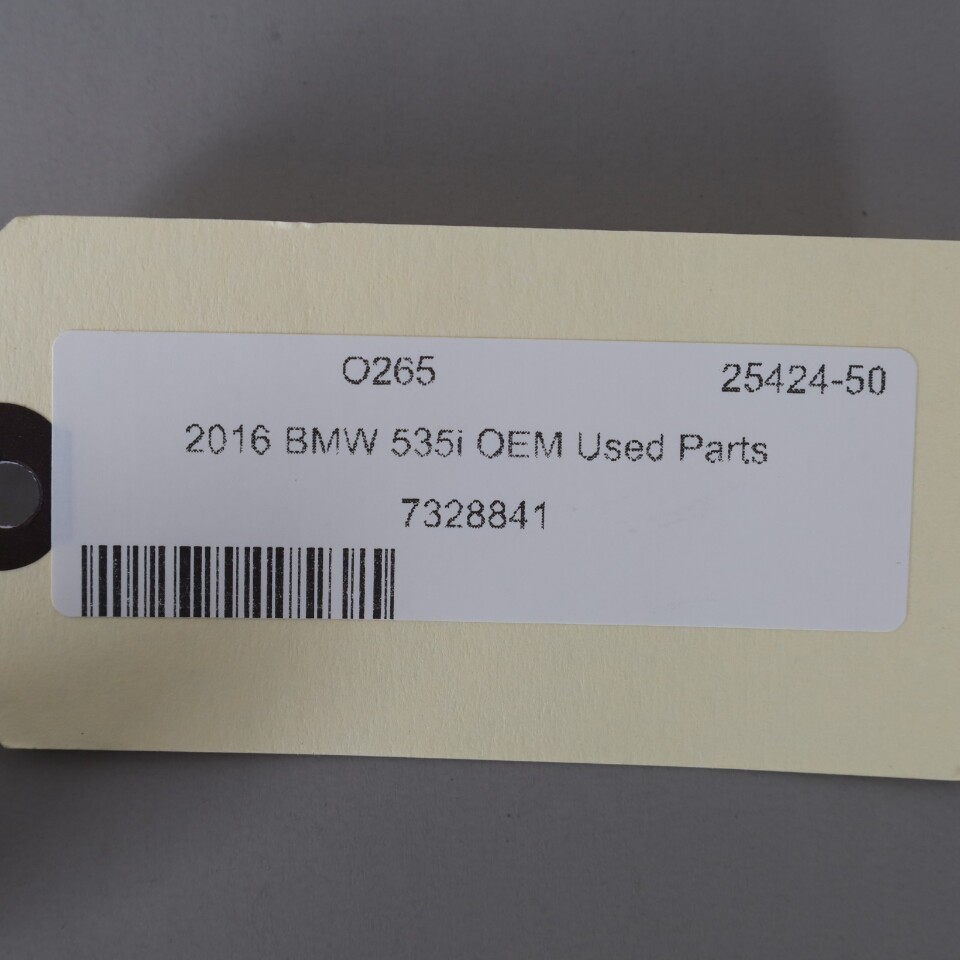 O265 25424-50
2016 BMW 535i OEM Used Parts
7328841